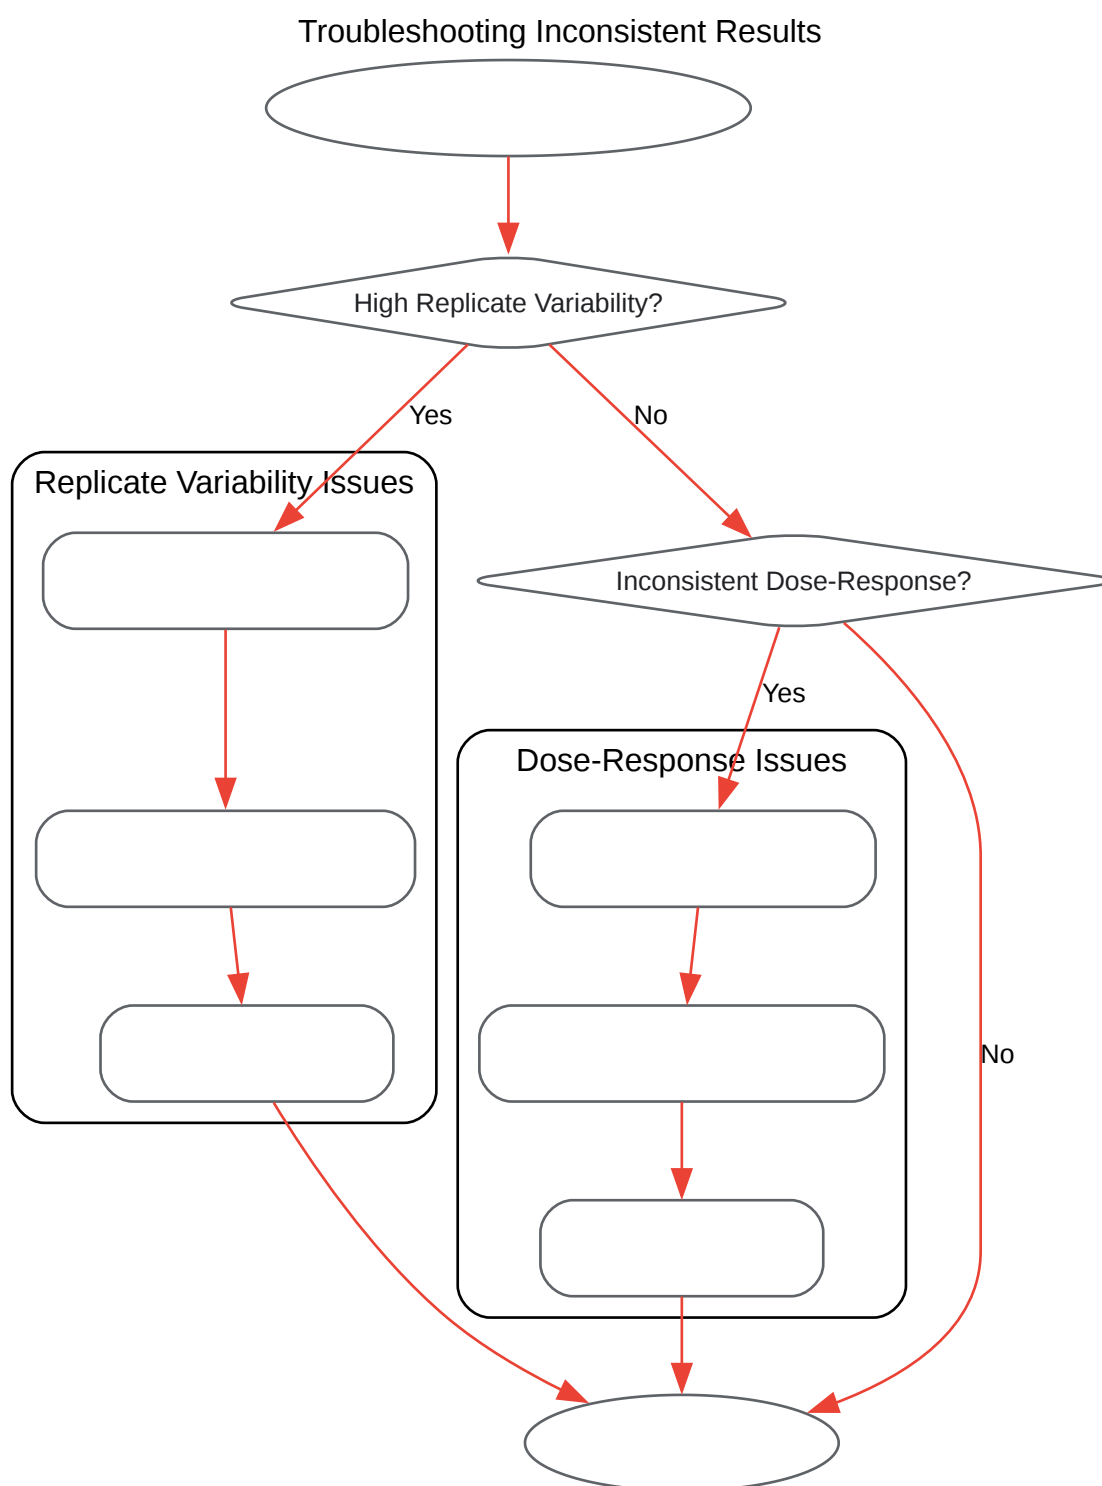 Troubleshooting Inconsistent Results
High Replicate Variability?
Yes
No
Replicate Variability Issues
Inconsistent Dose-Response?
Yes
Dose-Response Issues
No